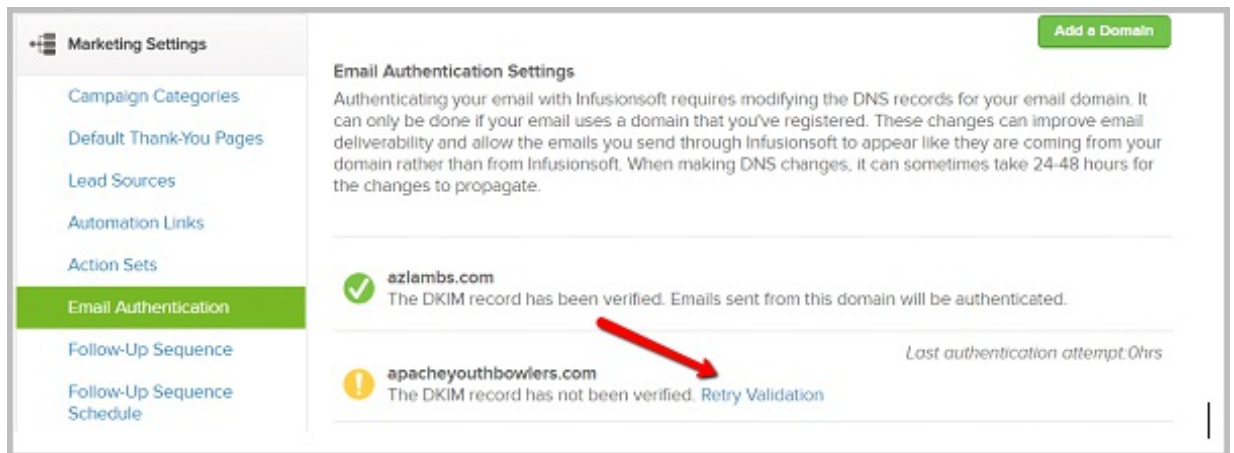 Marketing Settings
Campaign Categories
Default Thank-You Pages
Lead Sources
Automation Links
Action Sets
Email Authentication
Follow-Up Sequence
Follow-Up Sequence
Schedule
Add a Domain
Email Authentication Settings
Authenticating your email with Infusionsoft requires modifying the DNS records for your email domain. It
can only be done if your email uses a domain that you've registered. These changes can improve email
deliverability and allow the emails you send through Infusionsoft to appear like they are coming from your
domain rather than from Infusionsoft. When making DNS changes, it can sometimes take 24-48 hours for
the changes to propagate.
azlambs.com
The DKIM record has been verified. Emails sent from this domain will be authenticated.
Last authentication attempt:0hrs
apacheyouthbowlers.com
The DKIM record has not been verified. Retry Validation